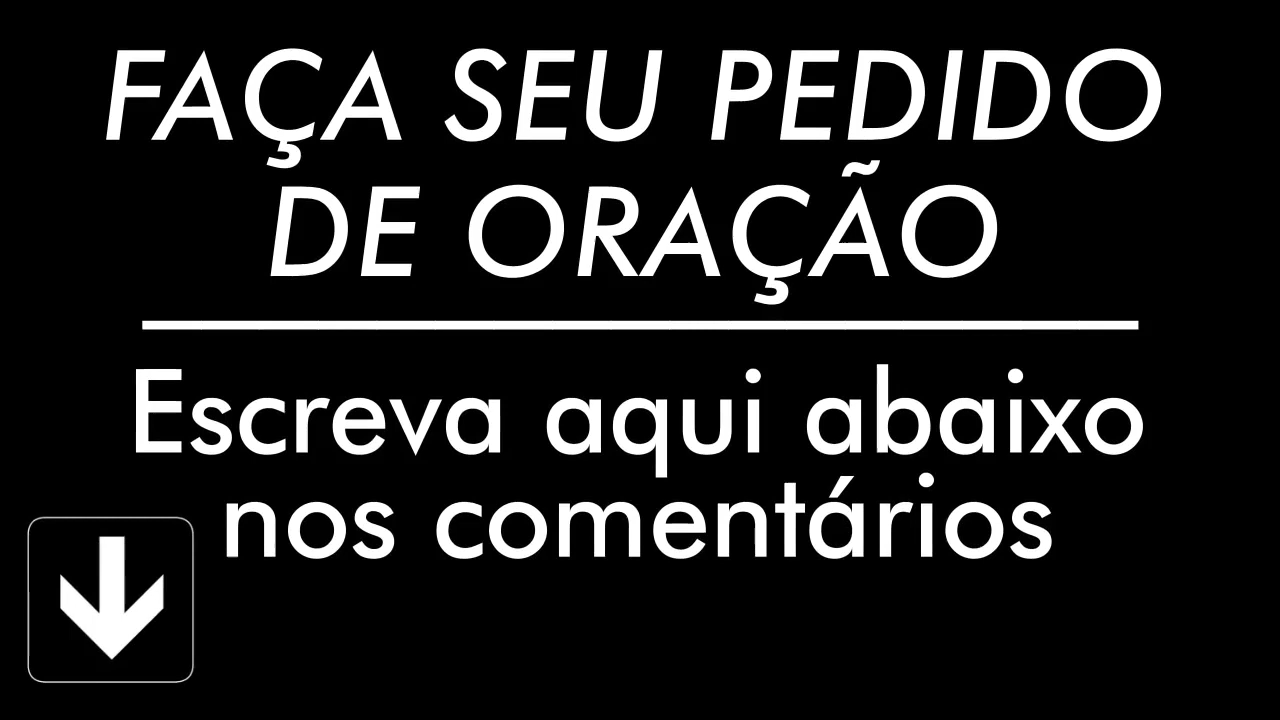 FAÇA SEU PEDIDO
DE ORAÇÃO
Escreva aqui abaixo
nos comentários